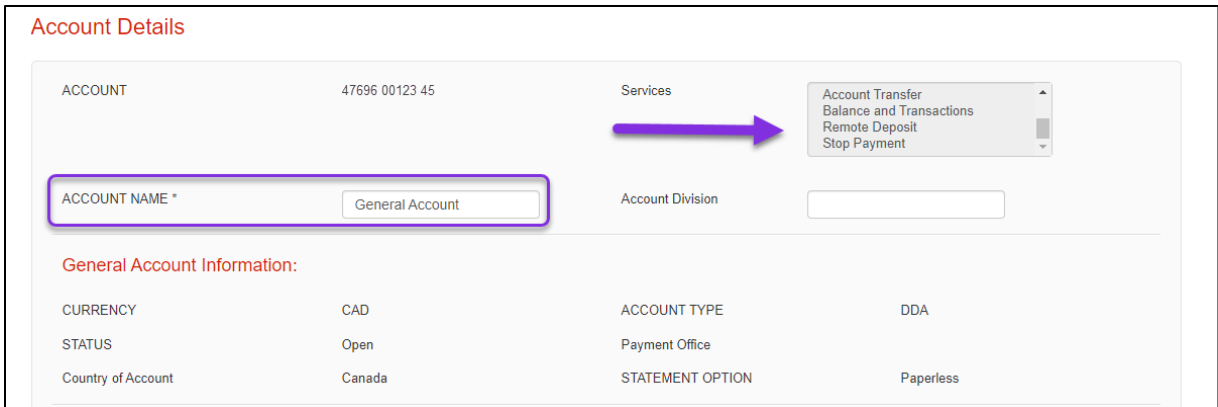 Account Details
ACCOUNT 47696 00123 45 Services
Account Transfer
Balance and Transactions
Remote Deposit
Stop Payment
ACCOUNT NAME * General Account Account Division
General Account Information:
CURRENCY CAD ACCOUNT TYPE DDA
STATUS Open Payment Office
Country of Account Canada STATEMENT OPTION Paperless